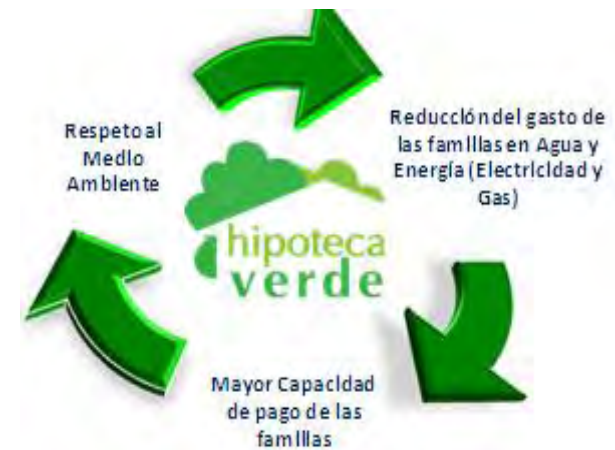 Respeto al
Medio
Ambiente
Reducción del gasto de
las familias en Agua y
Energía (Electricidad y
Gas)
hipoteca
verde
Mayor Capacidad
de pago de las
familias